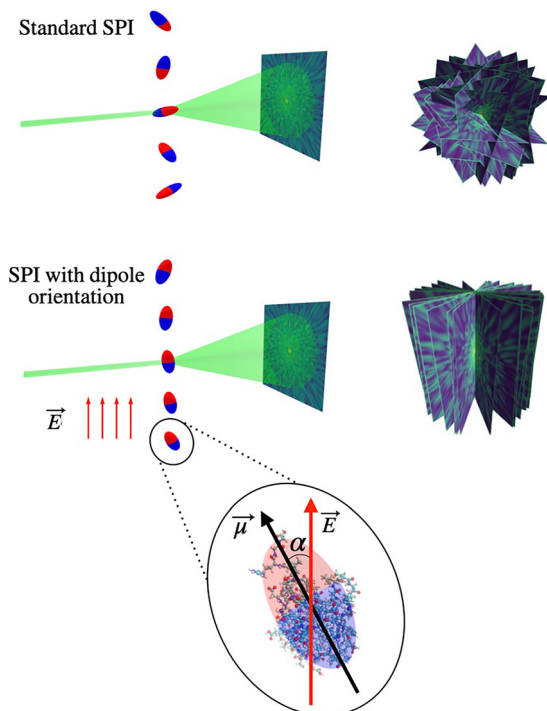 Standard SPI
SPI with dipole
orientation
E
μ
α
E